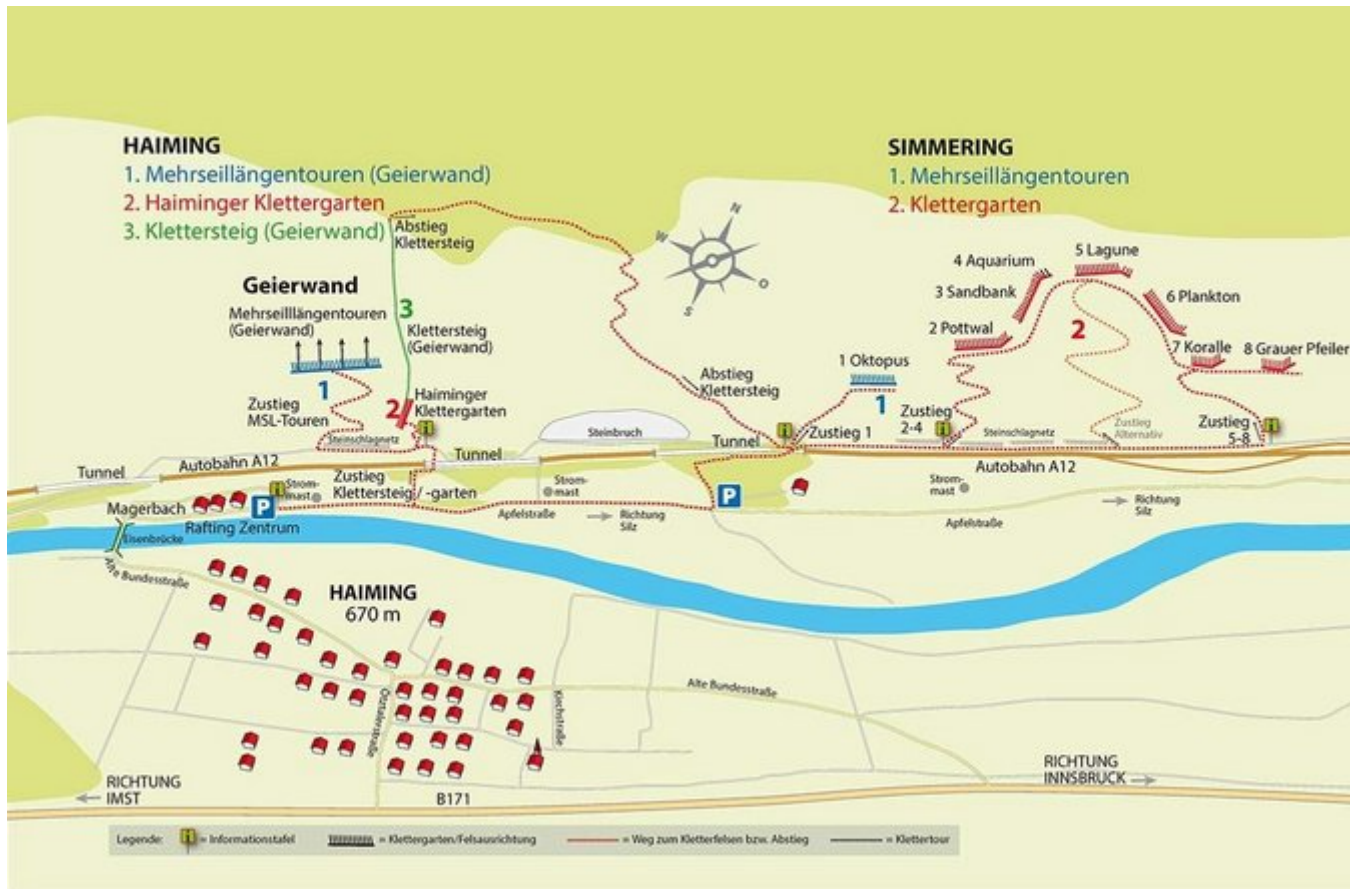 HAIMING
1. Mehrseillängentouren (Geierwand)
2. Haiminger Klettergarten
3. Klettersteig (Geierwand)
SIMMERING
1. Mehrseillängentouren
2. Klettergarten
Abstieg
Klettersteig
N
W
O
S
Geierwand
Mehrseilllängentouren
(Geierwand)
3
Klettersteig
(Geierwand)
1
Zustieg
MSL-Touren
2
Haiminger
Klettergarten
Steinschlagnetz
Abstieg
Klettersteig
4 Aquarium
5 Lagune
3 Sandbank
6 Plankton
2 Pottwal
2
7 Koralle
8 Grauer Pfeiler
1 Oktopus
1
Zustieg 1
Zustieg
2-4
Steinschlagnetz
Zustieg
Alternativ
Zustieg
5-8
Steinbruch
Tunnel
Autobahn A12
Tunnel
Tunnel
Autobahn A12
Zustieg
Klettersteig / -garten
Strom-
mast
Strom-
mast
Strom-
mast
Magerbach
P
Rafting Zentrum
Eisenbrücke
Apfelstraße
Richtung
Silz
P
Apfelstraße
Richtung
Silz
Alte Bundesstraße
HAIMING
670 m
Ötztalerstraße
Kirchstraße
Alte Bundesstraße
RICHTUNG
IMST
B171
RICHTUNG
INNSBRUCK
Legende: = Informationstafel = Klettergarten/Felsausrichtung = Weg zum Kletterfelsen bzw. Abstieg = Klettertour